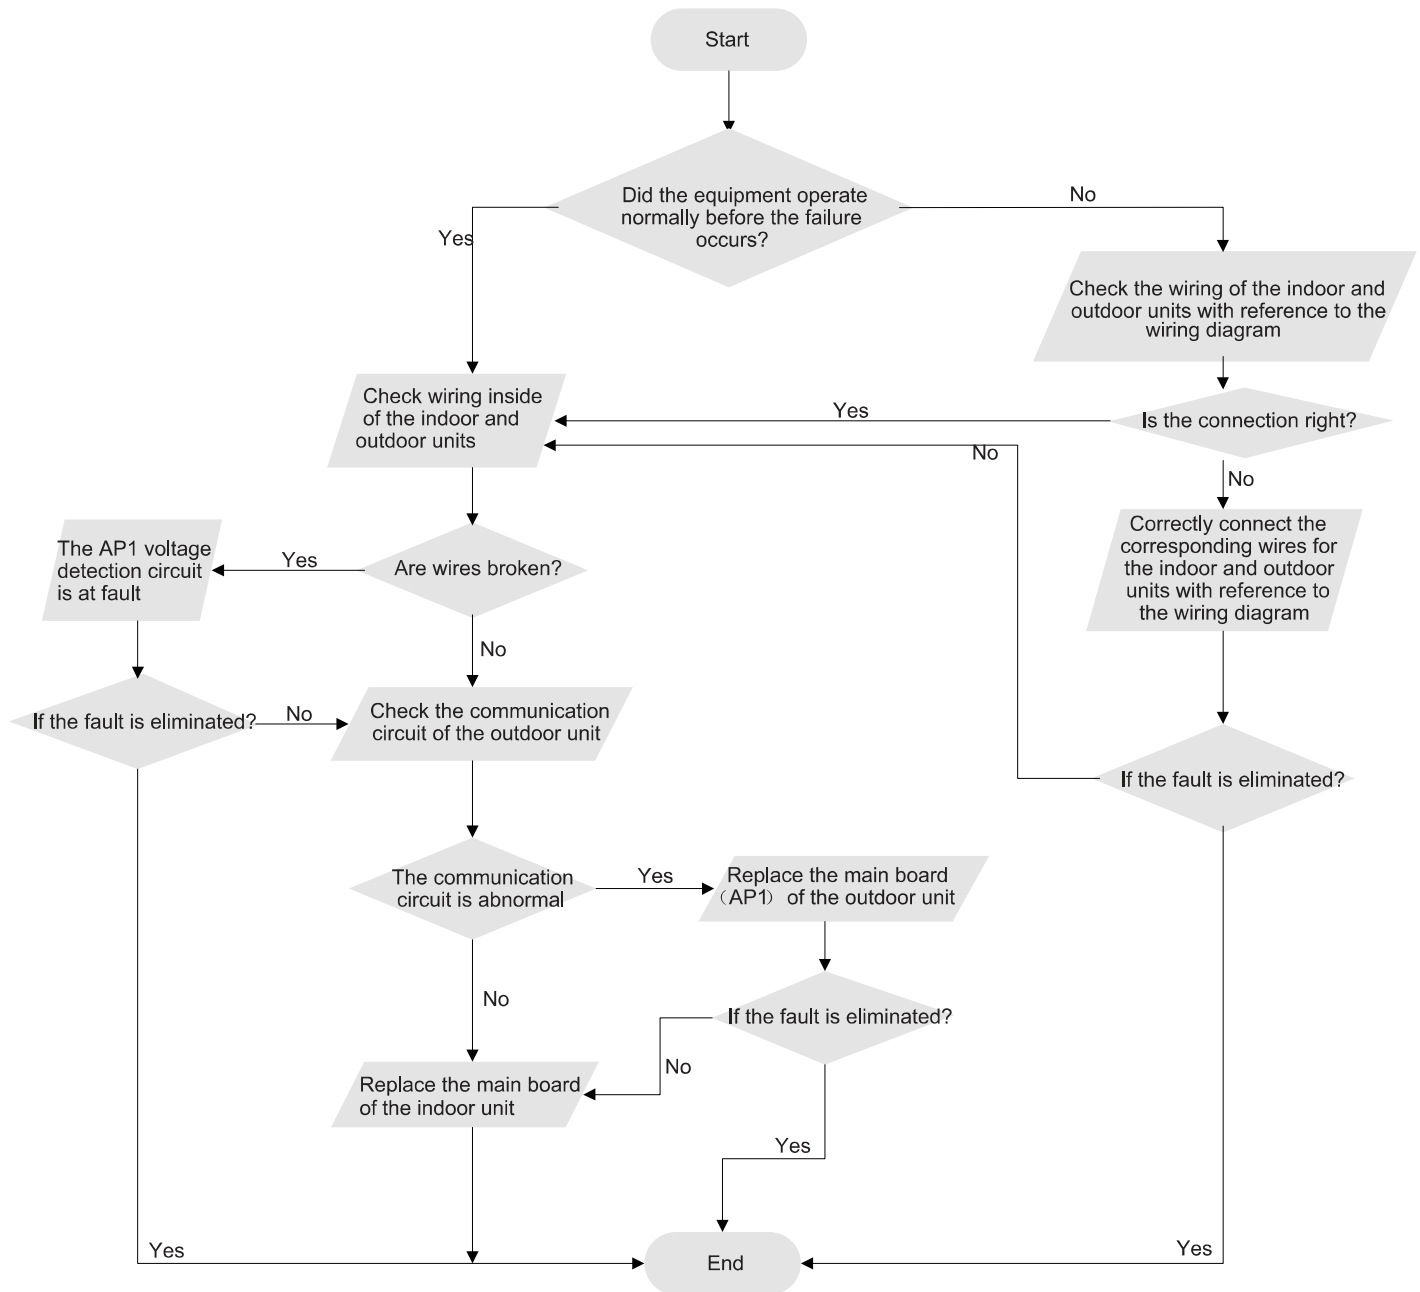 Start
Did the equipment operate
normally before the failure
occurs?
Yes
No
Check the wiring of the indoor and
outdoor units with reference to the
wiring diagram
Check wiring inside
of the indoor and
outdoor units
Yes
Is the connection right?
No
No
Correctly connect the
corresponding wires for
the indoor and outdoor
units with reference to
the wiring diagram
The AP1 voltage
detection circuit
is at fault
Yes
Are wires broken?
No
If the fault is eliminated?
No
Check the communication
circuit of the outdoor unit
If the fault is eliminated?
The communication
circuit is abnormal
Yes
Replace the main board
（AP1） of the outdoor unit
No
If the fault is eliminated?
No
Replace the main board
of the indoor unit
Yes
Yes
End
Yes